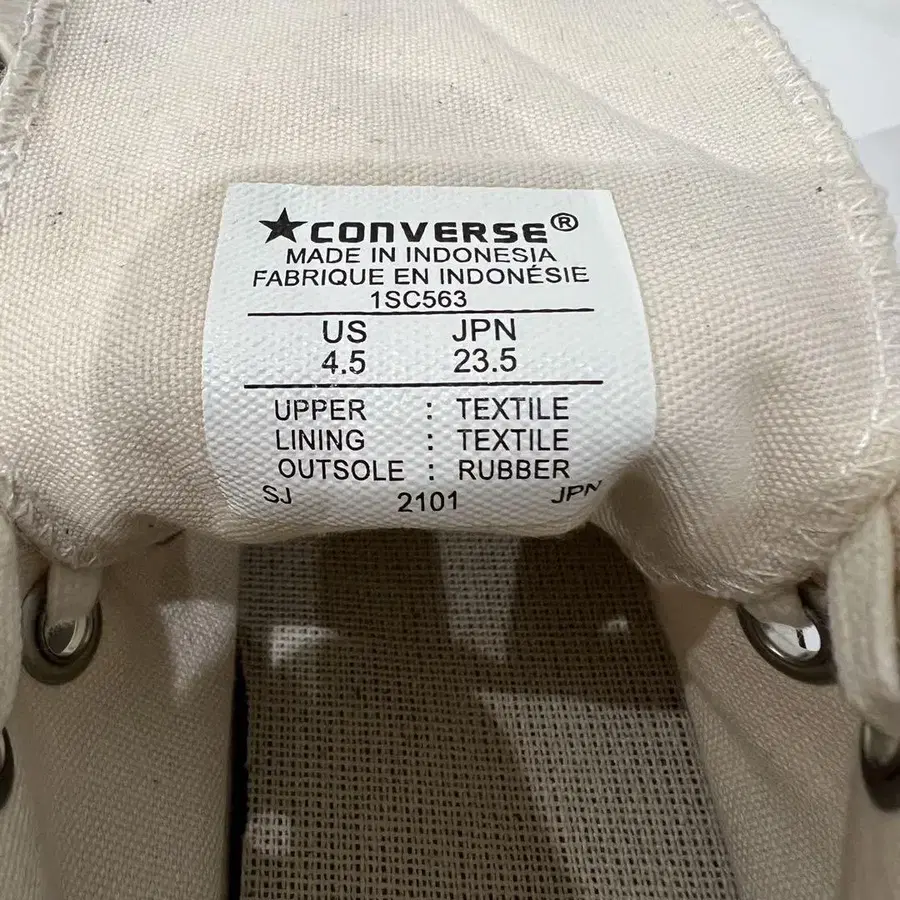 ★CONVERSE®
MADE IN INDONESIA
FABRIQUE EN INDONÉSIE
1SC563
US JPN
4.5 23.5
UPPER : TEXTILE
LINING : TEXTILE
OUTSOLE : RUBBER
SJ 2101 JPN